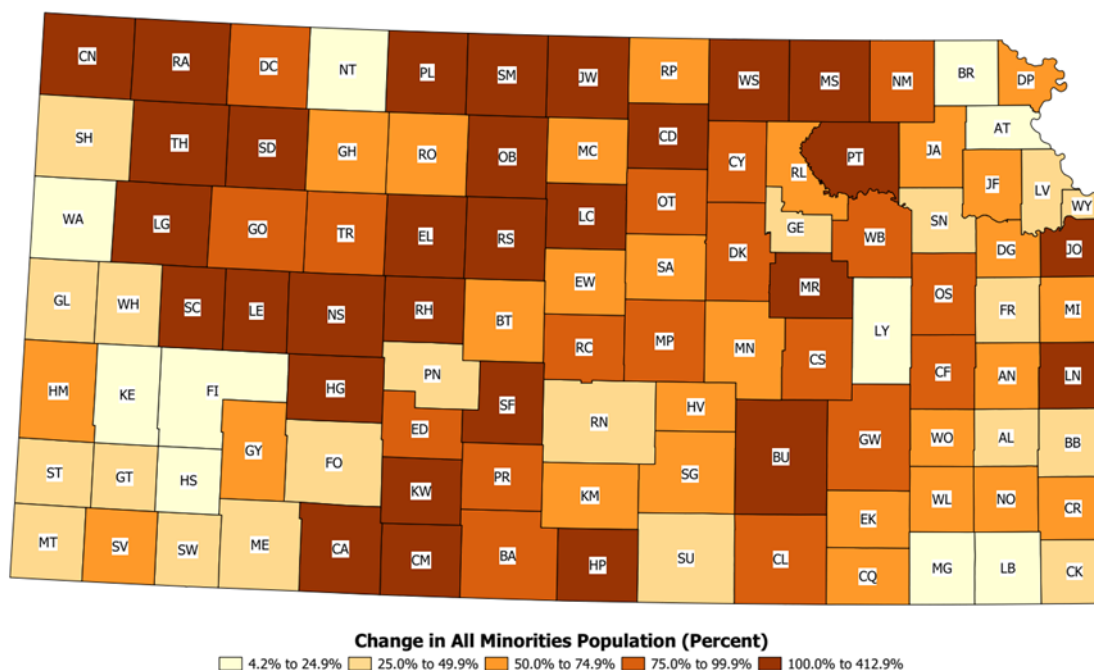 CN RA DC NT PL SM JW RP WS MS NM BR DP
SH TH SD GH RO OB MC CD CY RL PT JA AT
JF LV WY
WA LG GO TR EL RS LC OT DK GE WB SN DG JO
GL WH SC LE NS RH BT EW SA MR LY OS FR MI
HM KE FI HG PN SF RC MP MN CS CF AN LN
ST GT HS GY FO ED KW PR RN HV SG KM BU GW WO AL BB
EK WL NO CR
MT SV SW ME CA CM BA HP SU CL CQ MG LB CK
Change in All Minorities Population (Percent)
4.2% to 24.9% 25.0% to 49.9% 50.0% to 74.9% 75.0% to 99.9% 100.0% to 412.9%